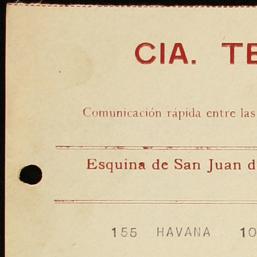 CIA. TE
Comunicación rápida entre las
Esquina de San Juan d
155 HAVANA 10